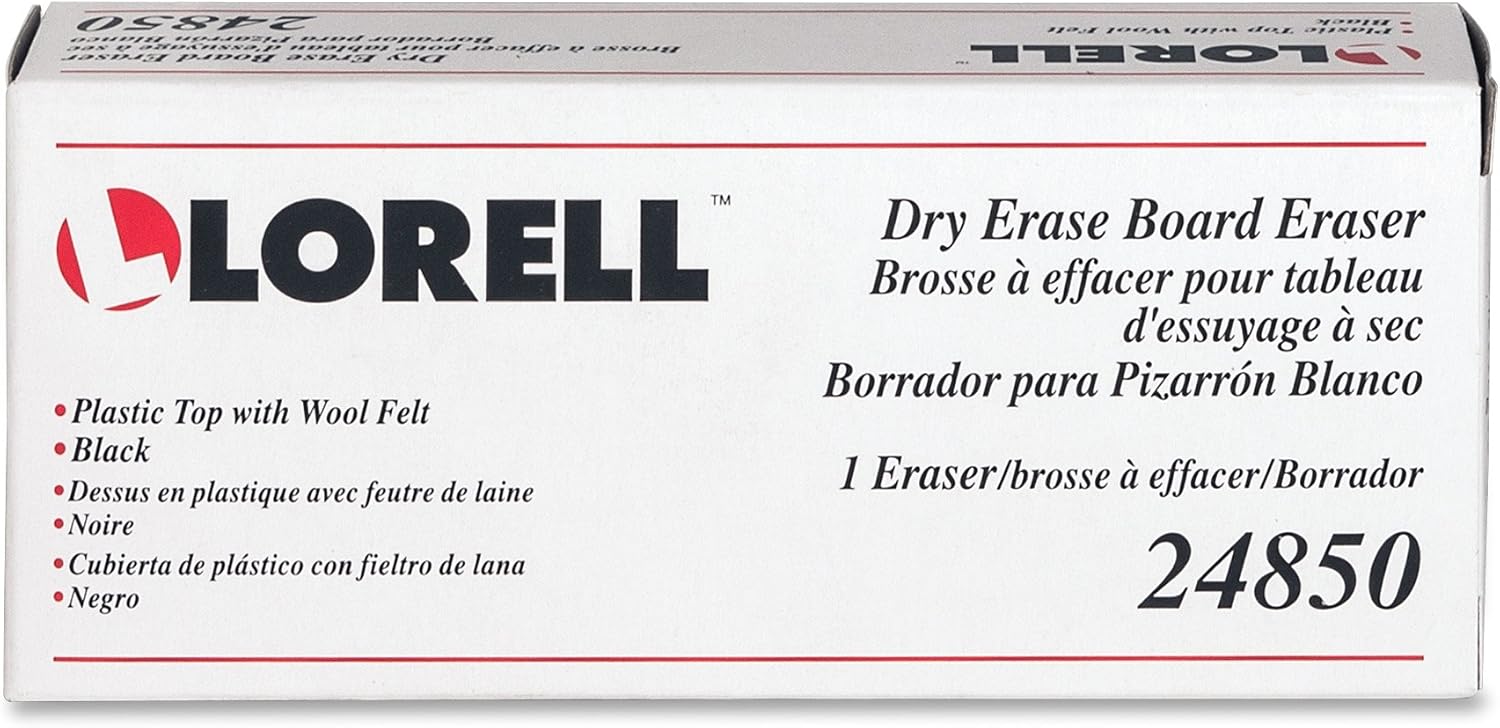 24850
Borrador para Pizarrón Blanco
Brosse à effacer pour tableau d'essuyage à sec
Dry Erase Board Eraser
LORELL™
• Plastic Top with Wool Felt
• Black
LORELL™
Dry Erase Board Eraser
Brosse à effacer pour tableau
d'essuyage à sec
Borrador para Pizarrón Blanco
• Plastic Top with Wool Felt
• Black
• Dessus en plastique avec feutre de laine
• Noire
• Cubierta de plástico con fieltro de lana
• Negro
1 Eraser/brosse à effacer/Borrador
24850